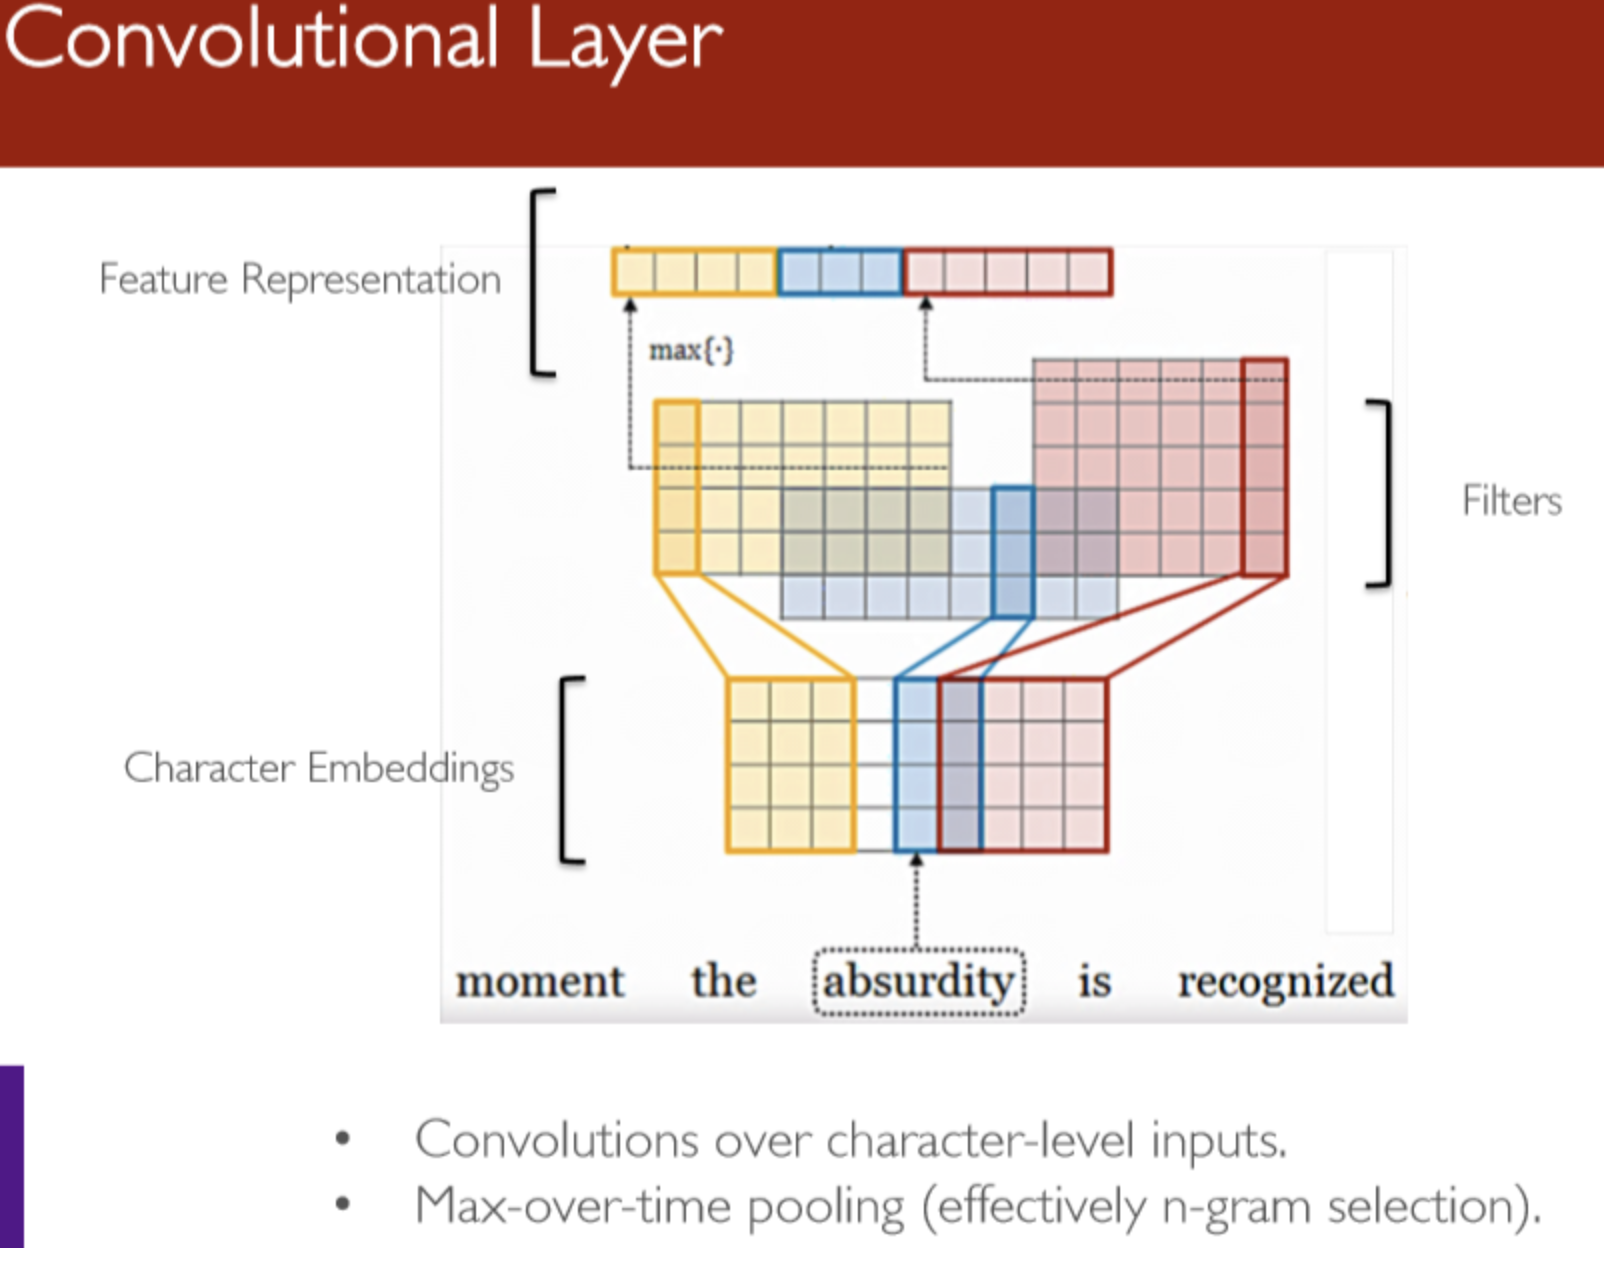 Convolutional Layer
Feature Representation
max{·}
Filters
Character Embeddings
moment the absurdity is recognized
• Convolutions over character-level inputs.
• Max-over-time pooling (effectively n-gram selection).